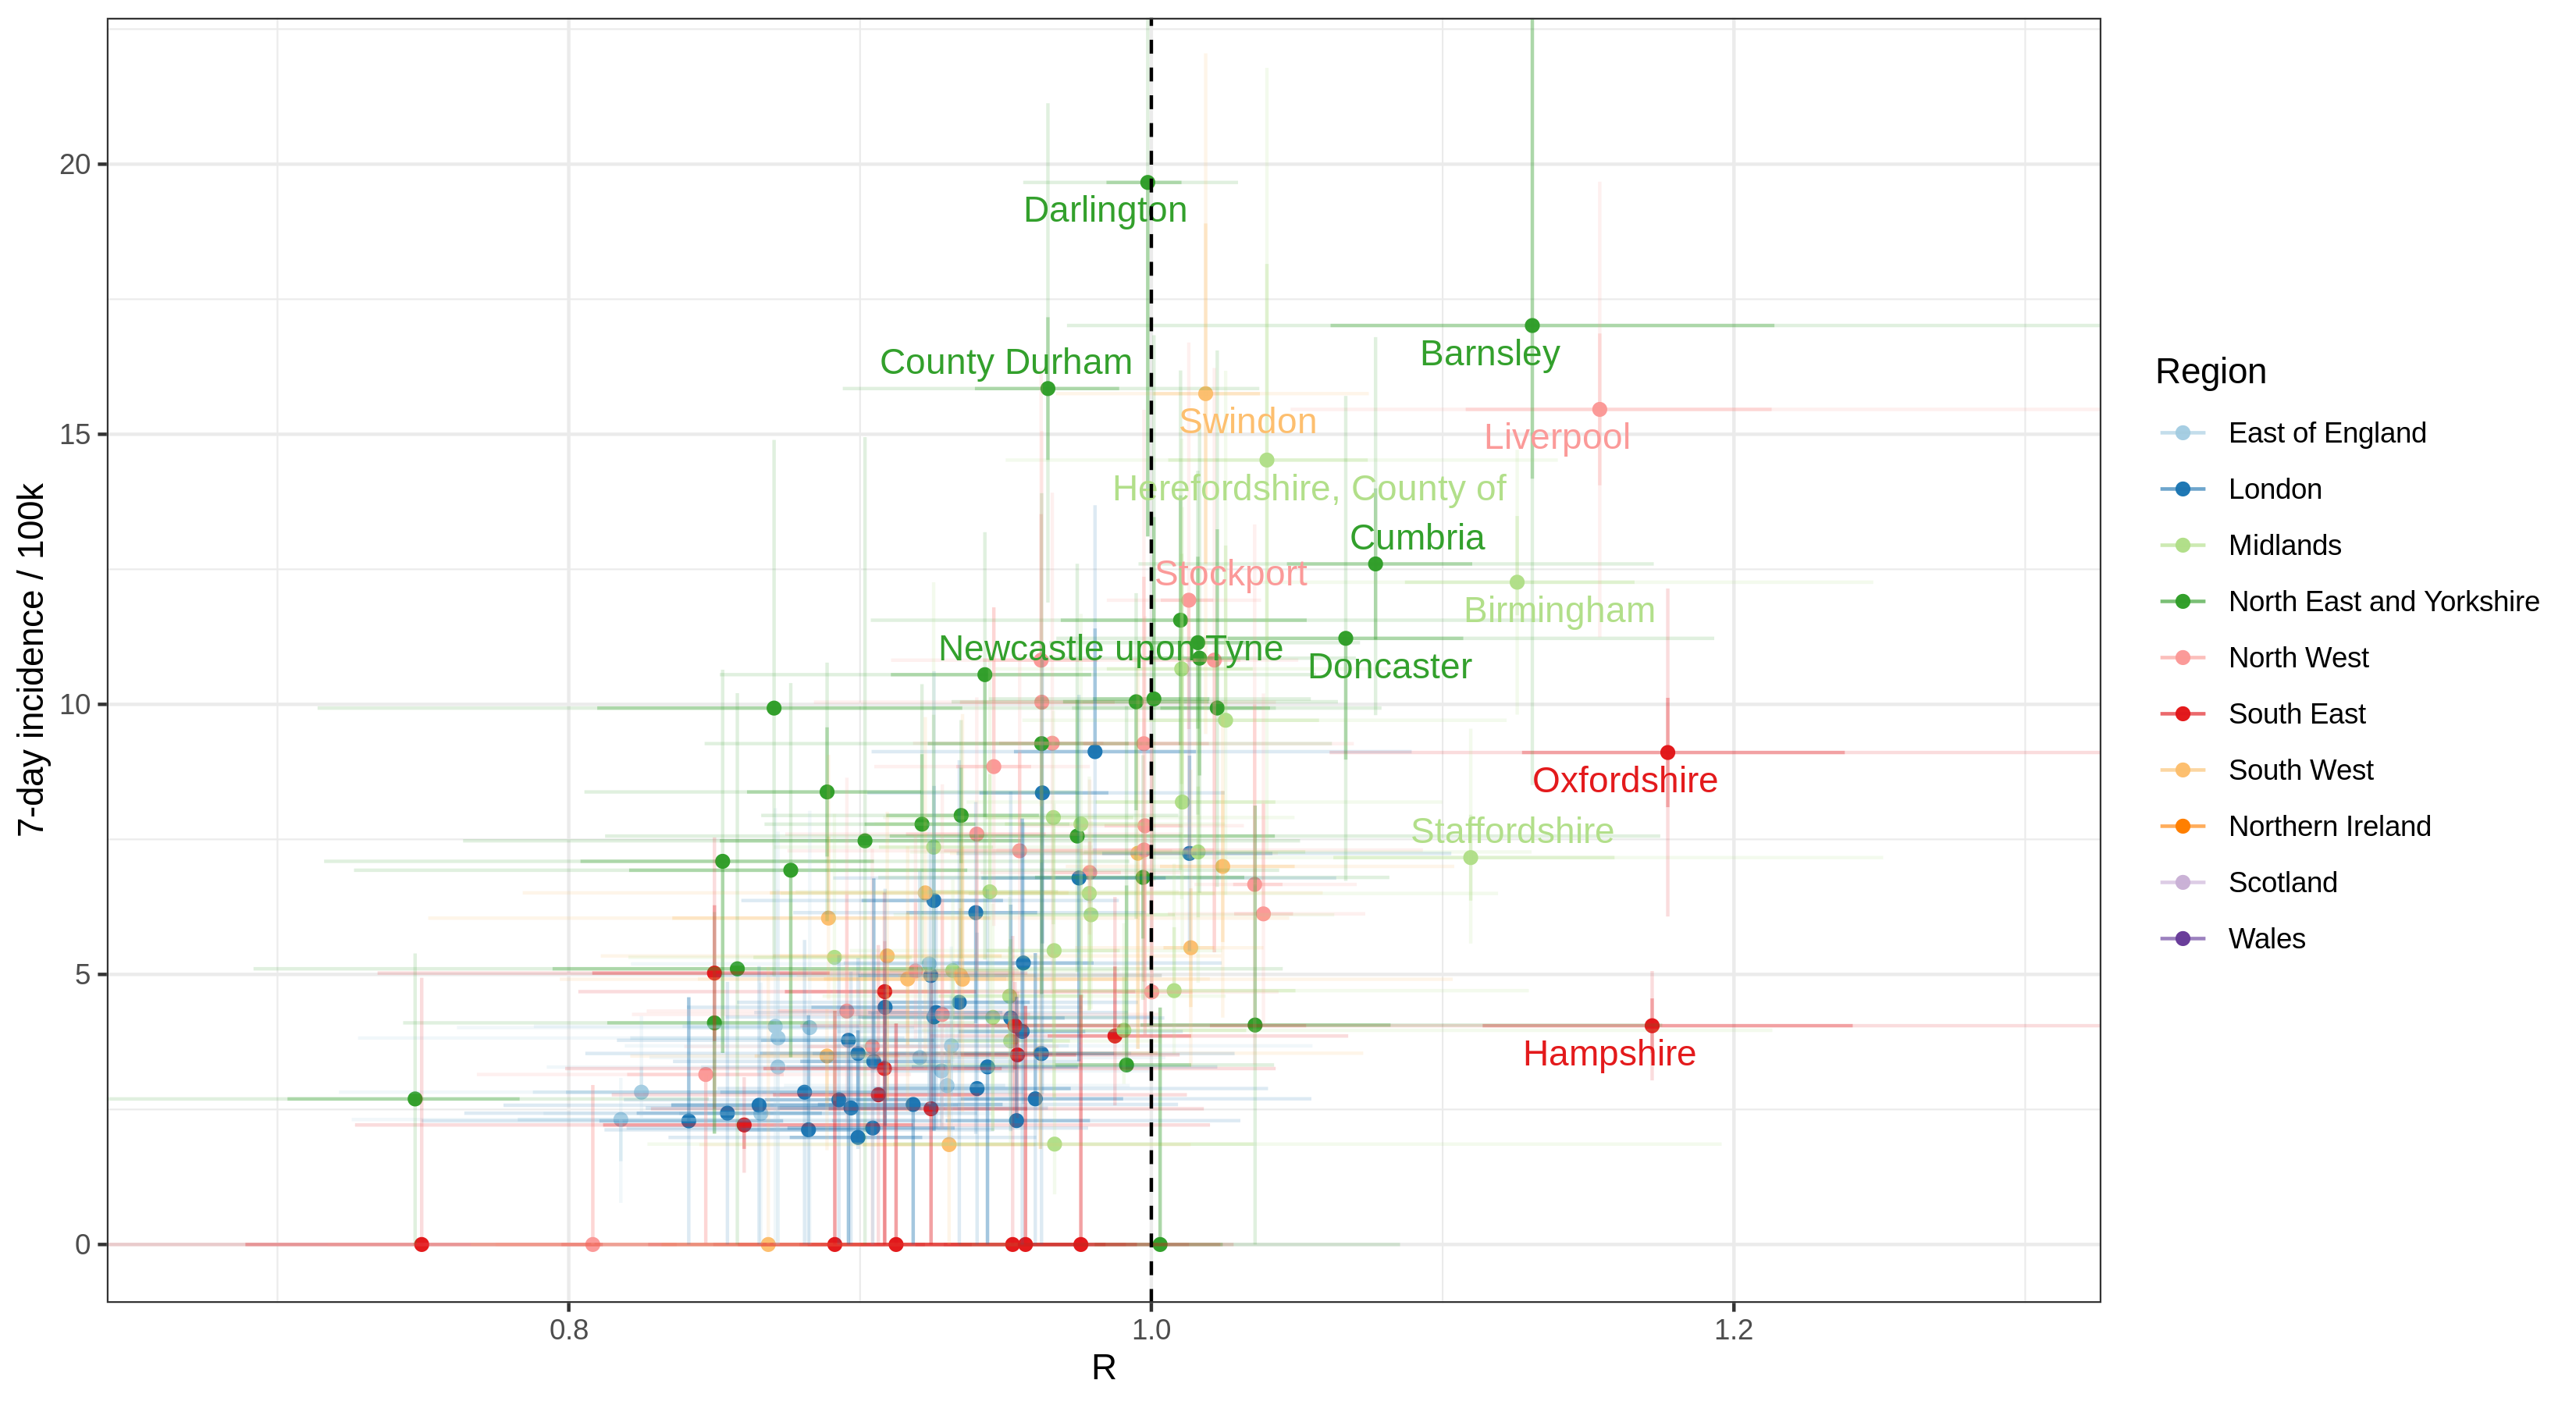 20
15
10
5
0
7-day incidence / 100k
Darlington
County Durham
Barnsley
Swindon
Liverpool
Herefordshire, County of
Cumbria
Stockport
Birmingham
Newcastle upon Tyne
Doncaster
Oxfordshire
Staffordshire
Hampshire
0.8
1.0
1.2
R
Region
East of England
London
Midlands
North East and Yorkshire
North West
South East
South West
Northern Ireland
Scotland
Wales